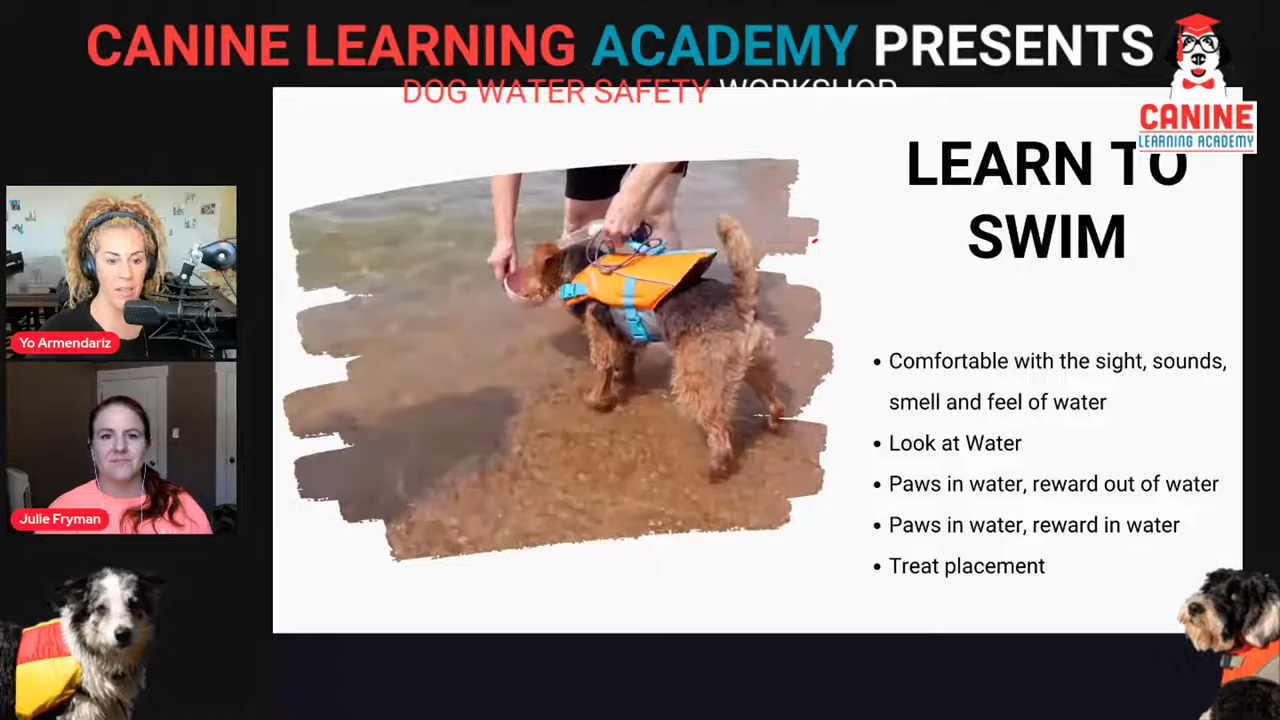 CANINE LEARNING ACADEMY PRESENTS
DOG WATER SAFETY WORKSHOP
CANINE
LEARNING ACADEMY
LEARN TO
SWIM
Yo Armendariz
Julie Fryman
• Comfortable with the sight, sounds,
smell and feel of water
• Look at Water
• Paws in water, reward out of water
• Paws in water, reward in water
• Treat placement